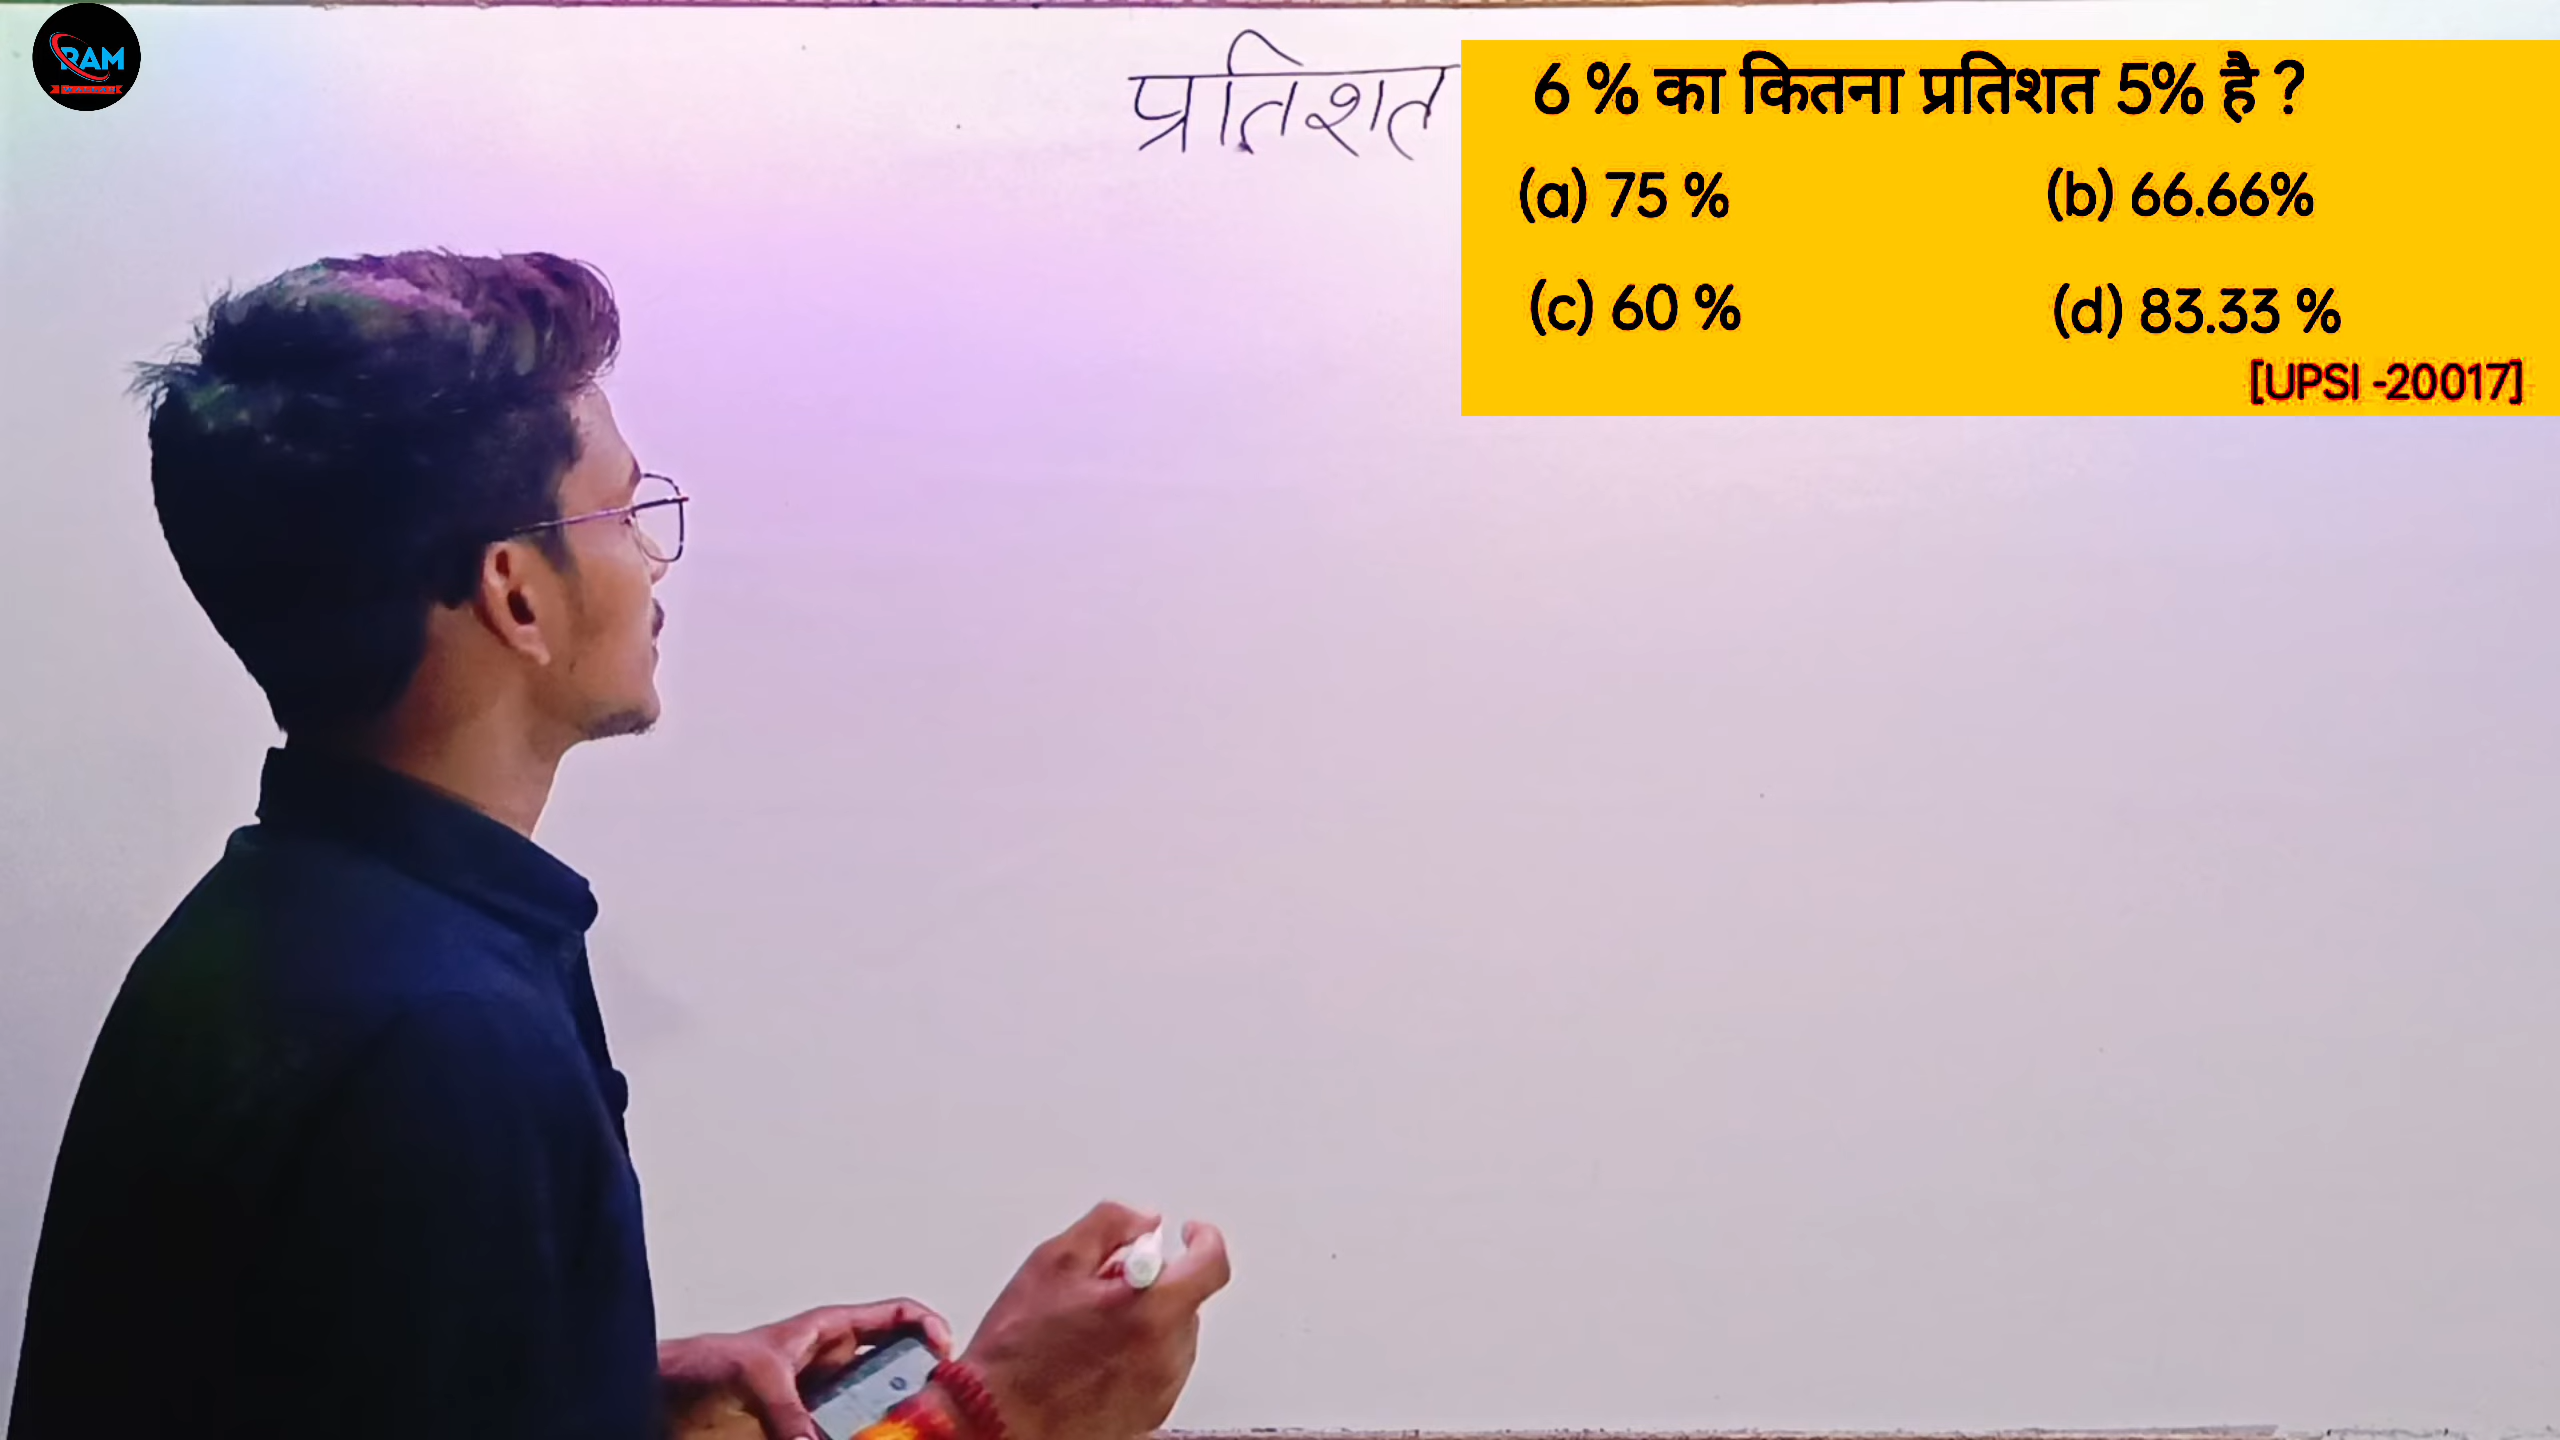 RAM
प्रतिशत
6 % का कितना प्रतिशत 5% है ?
(a) 75 % (b) 66.66%
(c) 60 % (d) 83.33 %
[UPSI -20017]